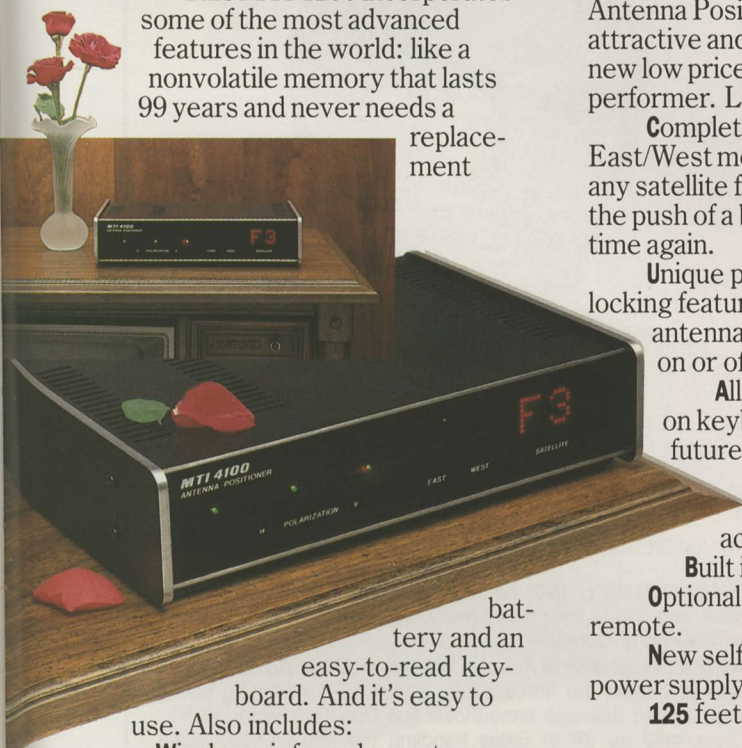 some of the most advanced
features in the world: like a
nonvolatile memory that lasts
99 years and never needs a
replace-
ment
MTI 4100
F3
MTI 4100
ANTENNA POSITIONER
H POLARIZATION V
EAST WEST
SATELLITE
F3
bat-
tery and an
easy-to-read key-
board. And it's easy to
use. Also includes:
Antenna
attractive and
new low price
performer.
Complet
East/West
any satellite
the push of a
time again.
Unique
locking
antenna
on or
All
on
future
Built
Optional
remote.
New self
power supply
125 feet